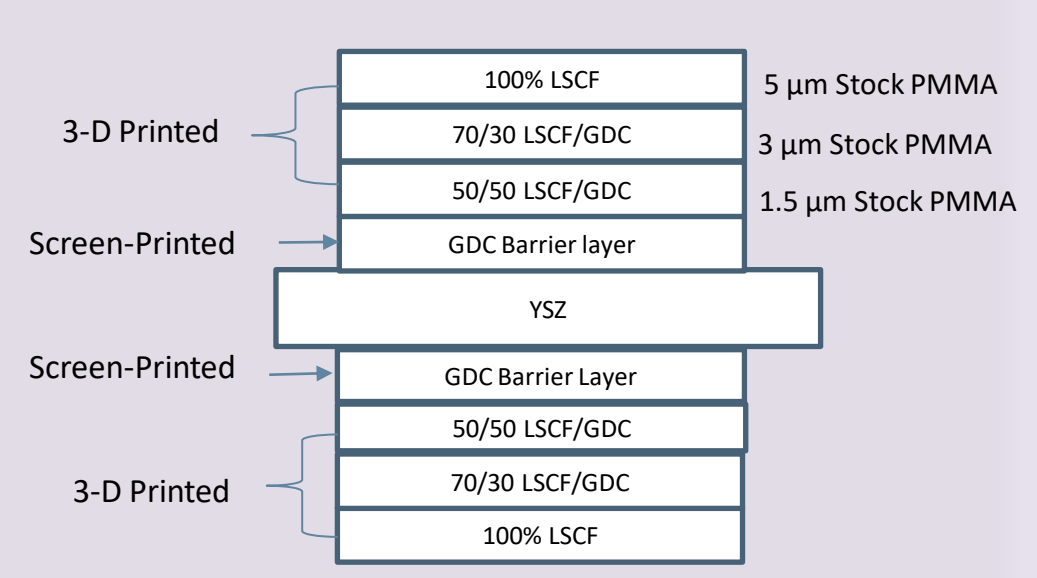 100% LSCF
5 µm Stock PMMA
3-D Printed
70/30 LSCF/GDC
3 µm Stock PMMA
50/50 LSCF/GDC
1.5 µm Stock PMMA
Screen-Printed
GDC Barrier layer
YSZ
Screen-Printed
GDC Barrier Layer
50/50 LSCF/GDC
3-D Printed
70/30 LSCF/GDC
100% LSCF